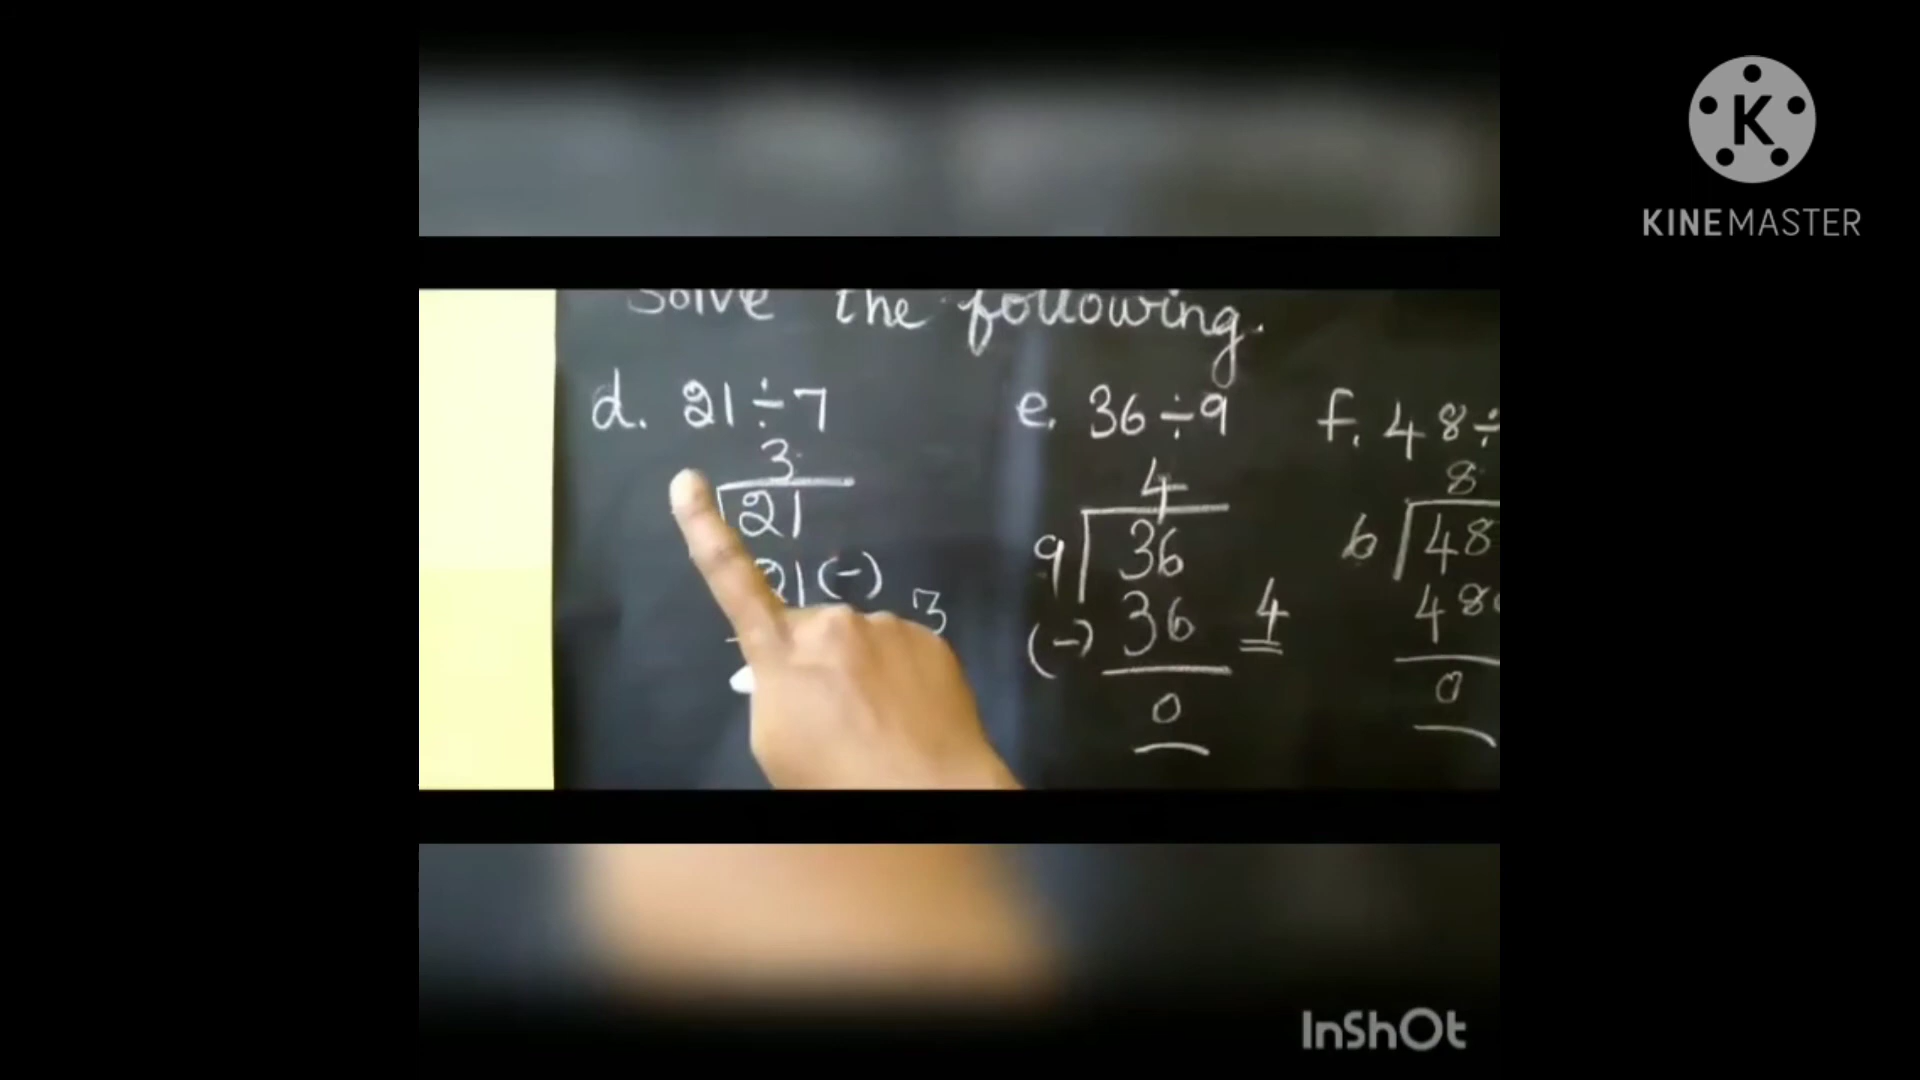 Solve the following.
d. 21÷7
3
21
21 (-)
3
e. 36÷9
4
9 36
(-) 36
4
0
f. 48÷
8
6 48
48
0
KINEMASTER
InShOt